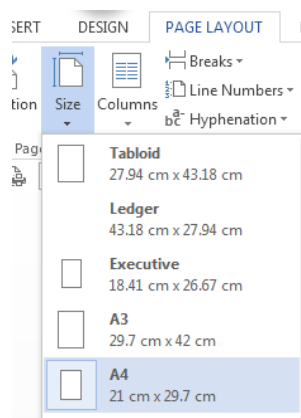 SERT DESIGN PAGE LAYOUT
Breaks
tion Size Columns Line Numbers
bc Hyphenation
Pag
Tabloid
27.94 cm x 43.18 cm
Ledger
43.18 cm x 27.94 cm
Executive
18.41 cm x 26.67 cm
A3
29.7 cm x 42 cm
A4
21 cm x 29.7 cm